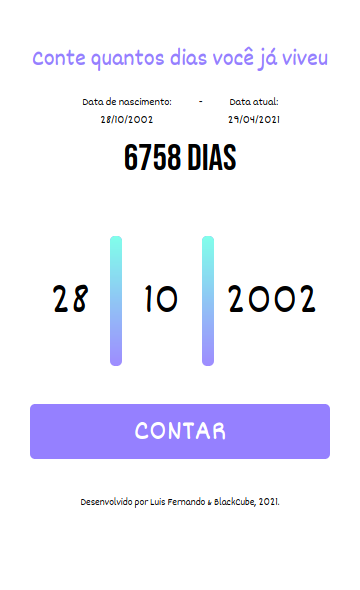 Conte quantos dias você já viveu
Data de nascimento: - Data atual:
28/10/2002 29/04/2021
6758 DIAS
28 10 2002
CONTAR
Desenvolvido por Luis Fernando & BlackCube, 2021.